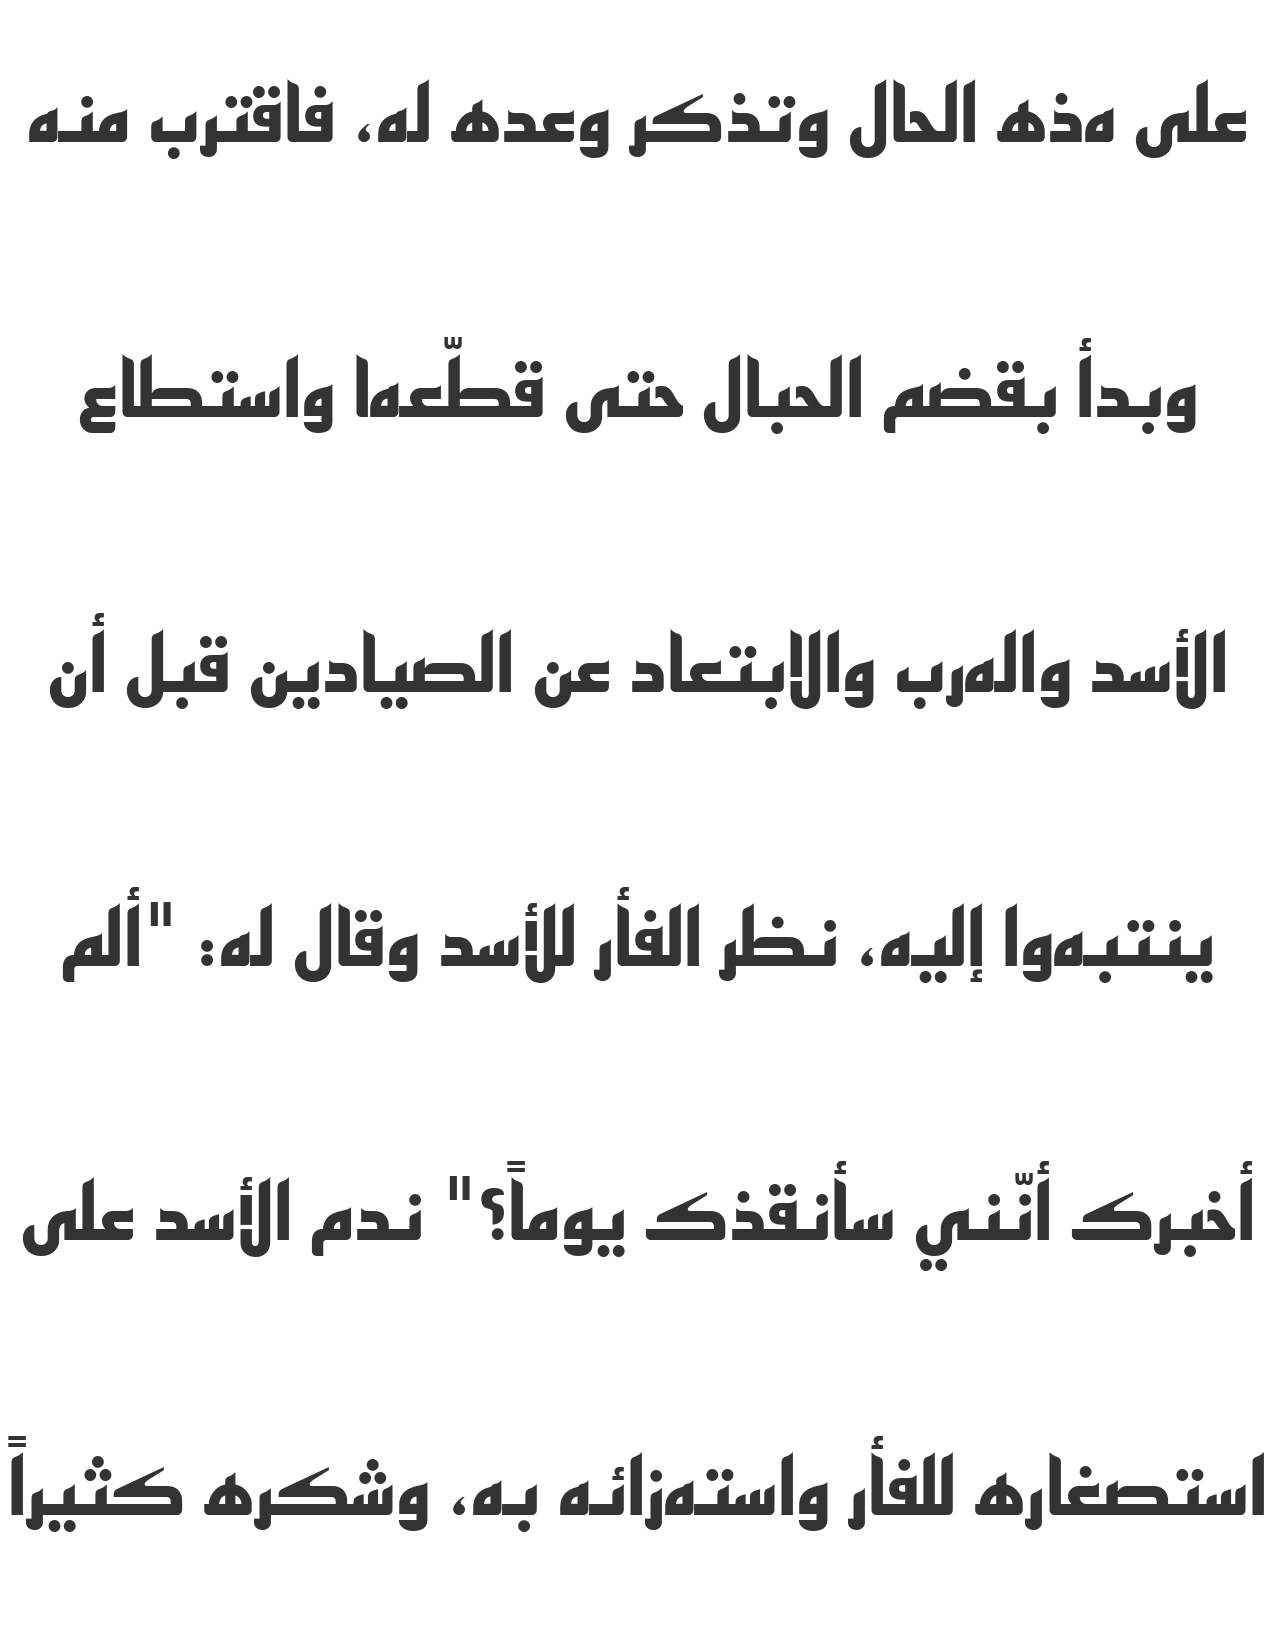 على هذه الحال وتذكر وعده له، فاقترب منه
وبدأ بقضم الحبال حتى قطّعها واستطاع
الأسد والهرب والابتعاد عن الصيادين قبل أن
ينتبهوا إليه، نظر الفأر للأسد وقال له: "ألم
أخبرك أنّني سأنقذك يوماً؟" ندم الأسد على
استصغاره للفأر واستهزائه به، وشكره كثيراً